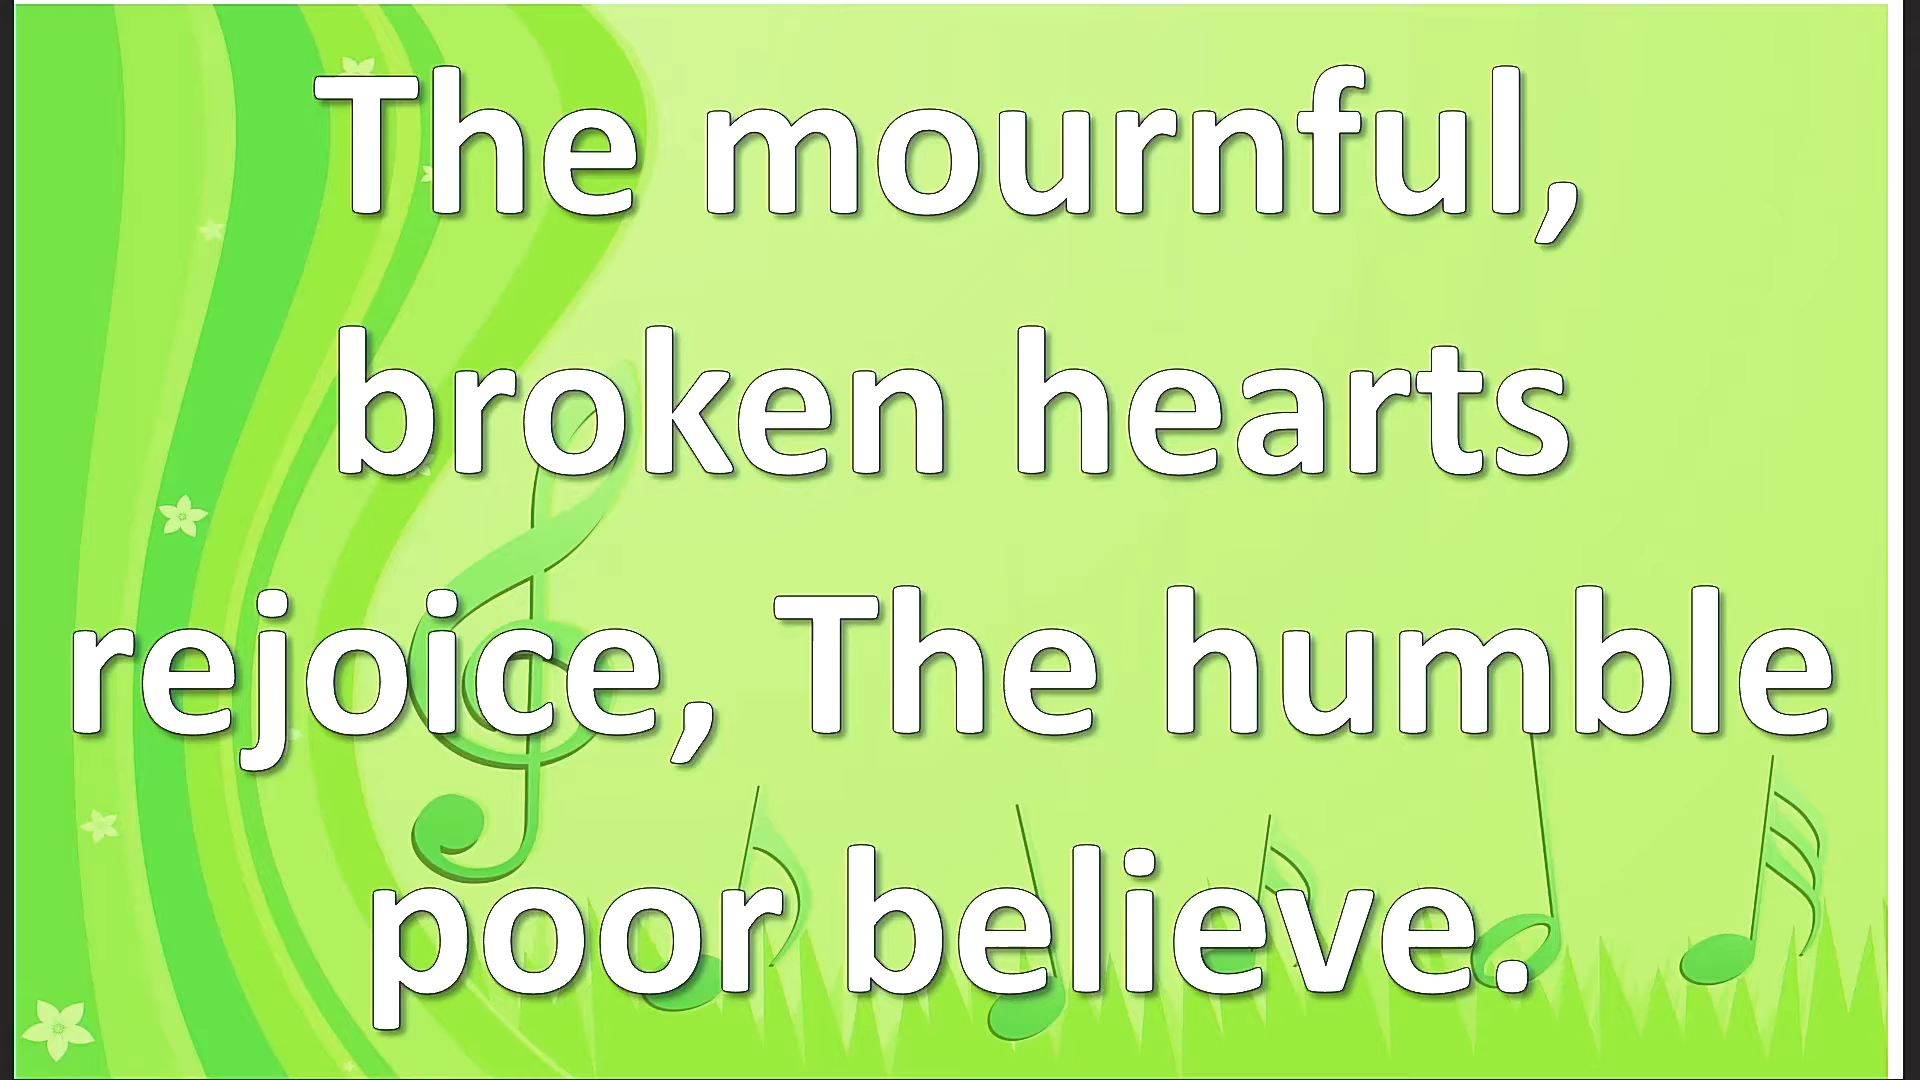 The mournful,
broken hearts
rejoice, The humble
poor believe.